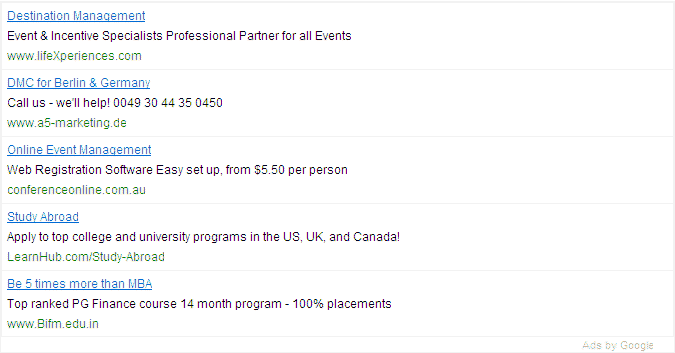 Destination Management
Event & Incentive Specialists Professional Partner for all Events
www.lifeXperiences.com
DMC for Berlin & Germany
Call us - we'll help! 0049 30 44 35 0450
www.a5-marketing.de
Online Event Management
Web Registration Software Easy set up, from $5.50 per person
conferenceonline.com.au
Study Abroad
Apply to top college and university programs in the US, UK, and Canada!
LearnHub.com/Study-Abroad
Be 5 times more than MBA
Top ranked PG Finance course 14 month program - 100% placements
www.Bifm.edu.in
Ads by Google